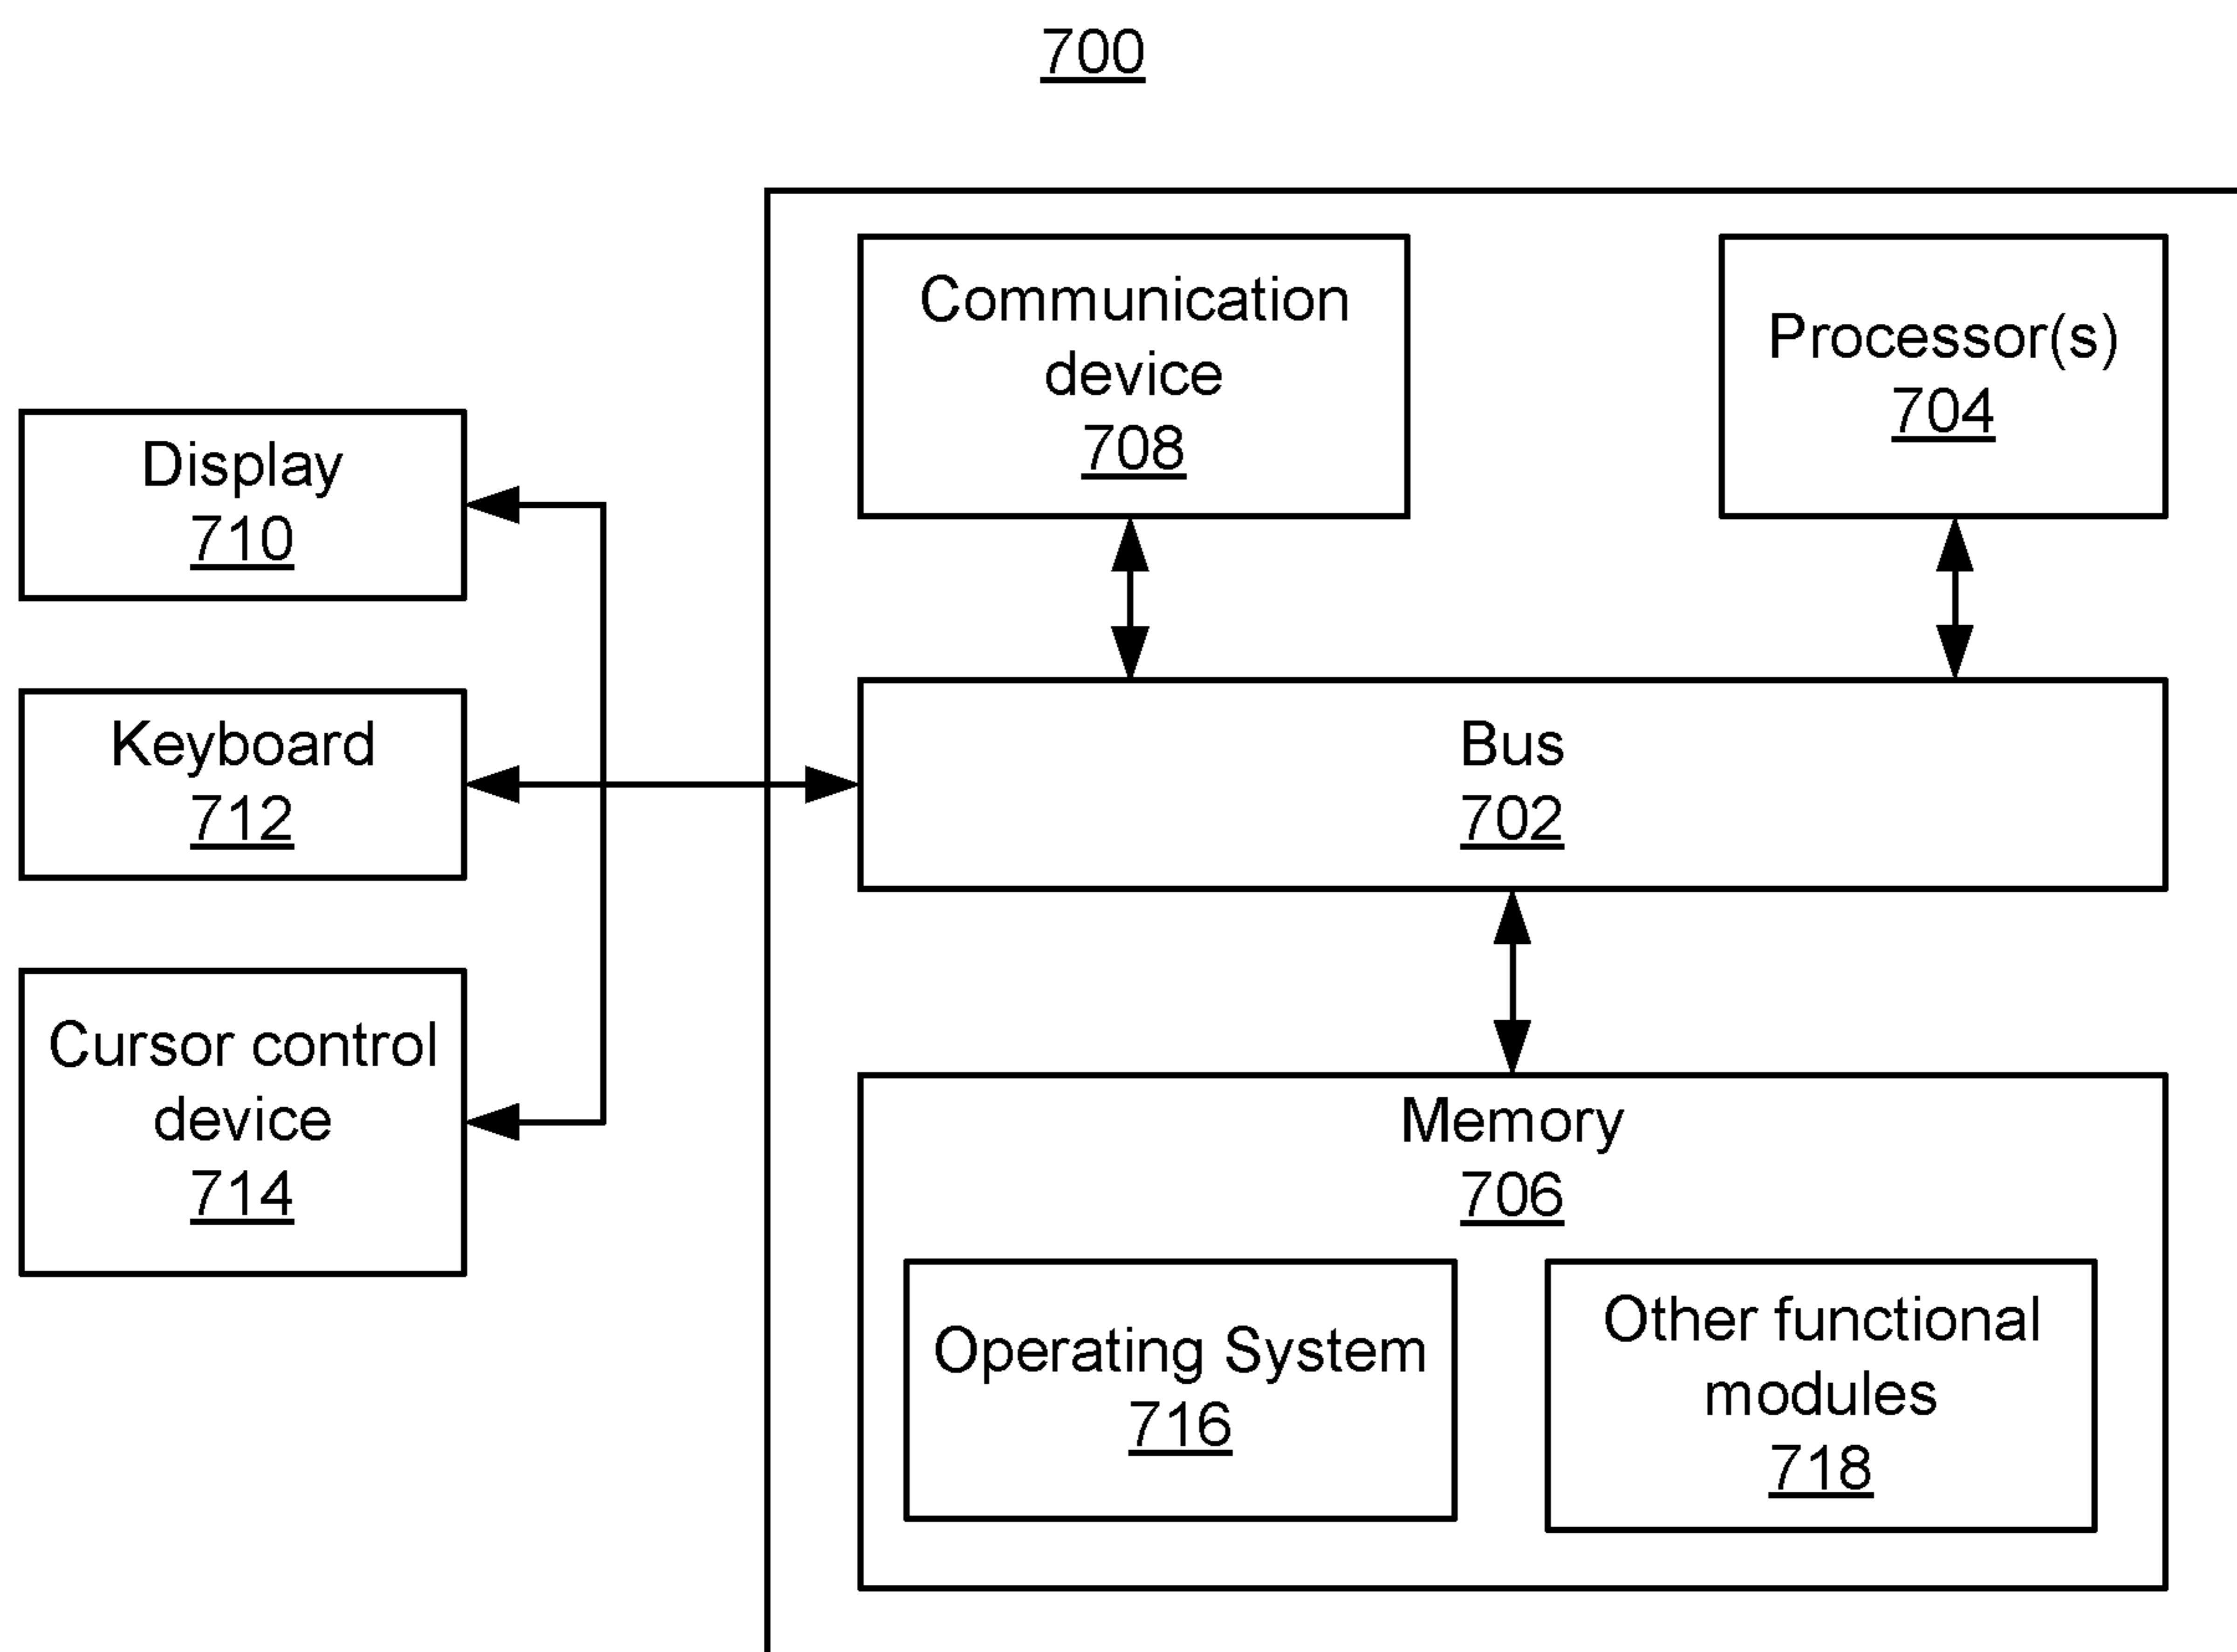 700
Communication
device
708
Processor(s)
704
Display
710
Keyboard
712
Bus
702
Cursor control
device
714
Memory
706
Operating System
716
Other functional
modules
718